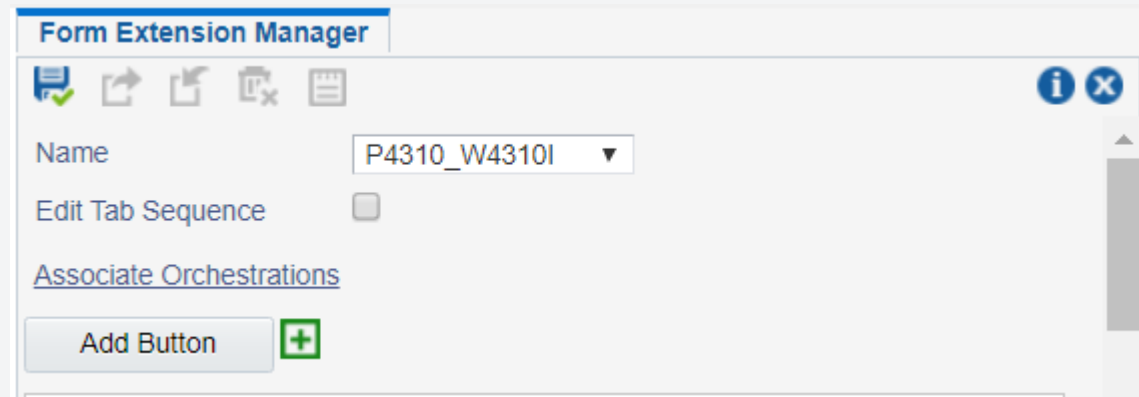 Form Extension Manager
Name P4310_W4310I
Edit Tab Sequence
Associate Orchestrations
Add Button